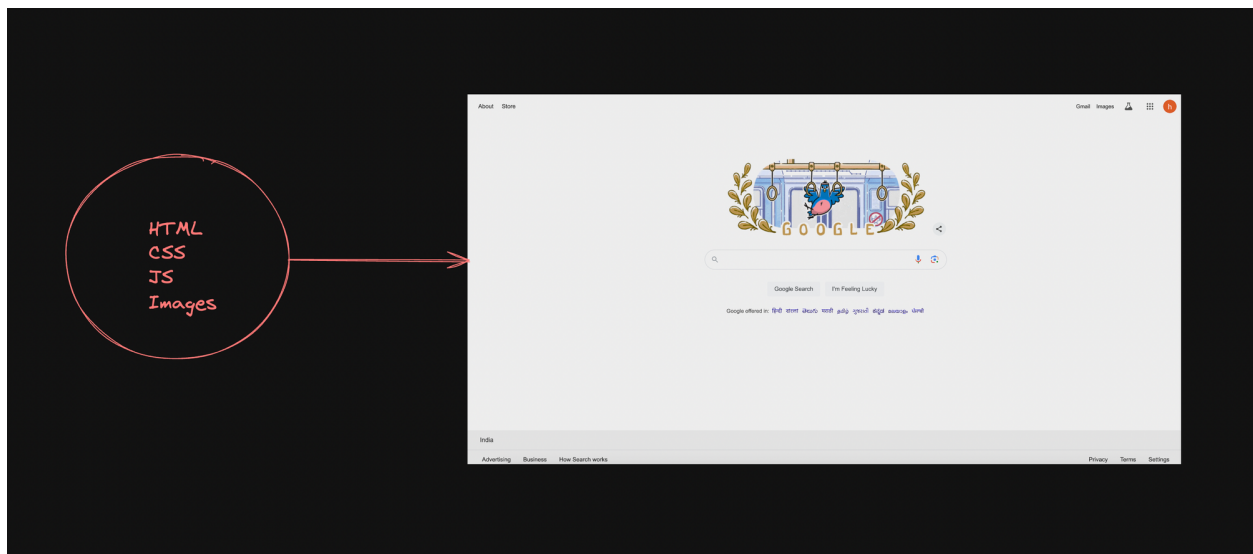 About Store
Gmail Images
h
HTML
CSS
JS
Images
GOOGLE
Google Search I'm Feeling Lucky
Google offered in: हिन्दी বাংলা తెలుగు मराठी தமிழ் ગુજરાતી ಕನ್ನಡ മലയാളം ਪੰਜਾਬੀ
India
Advertising Business How Search works
Privacy Terms Settings